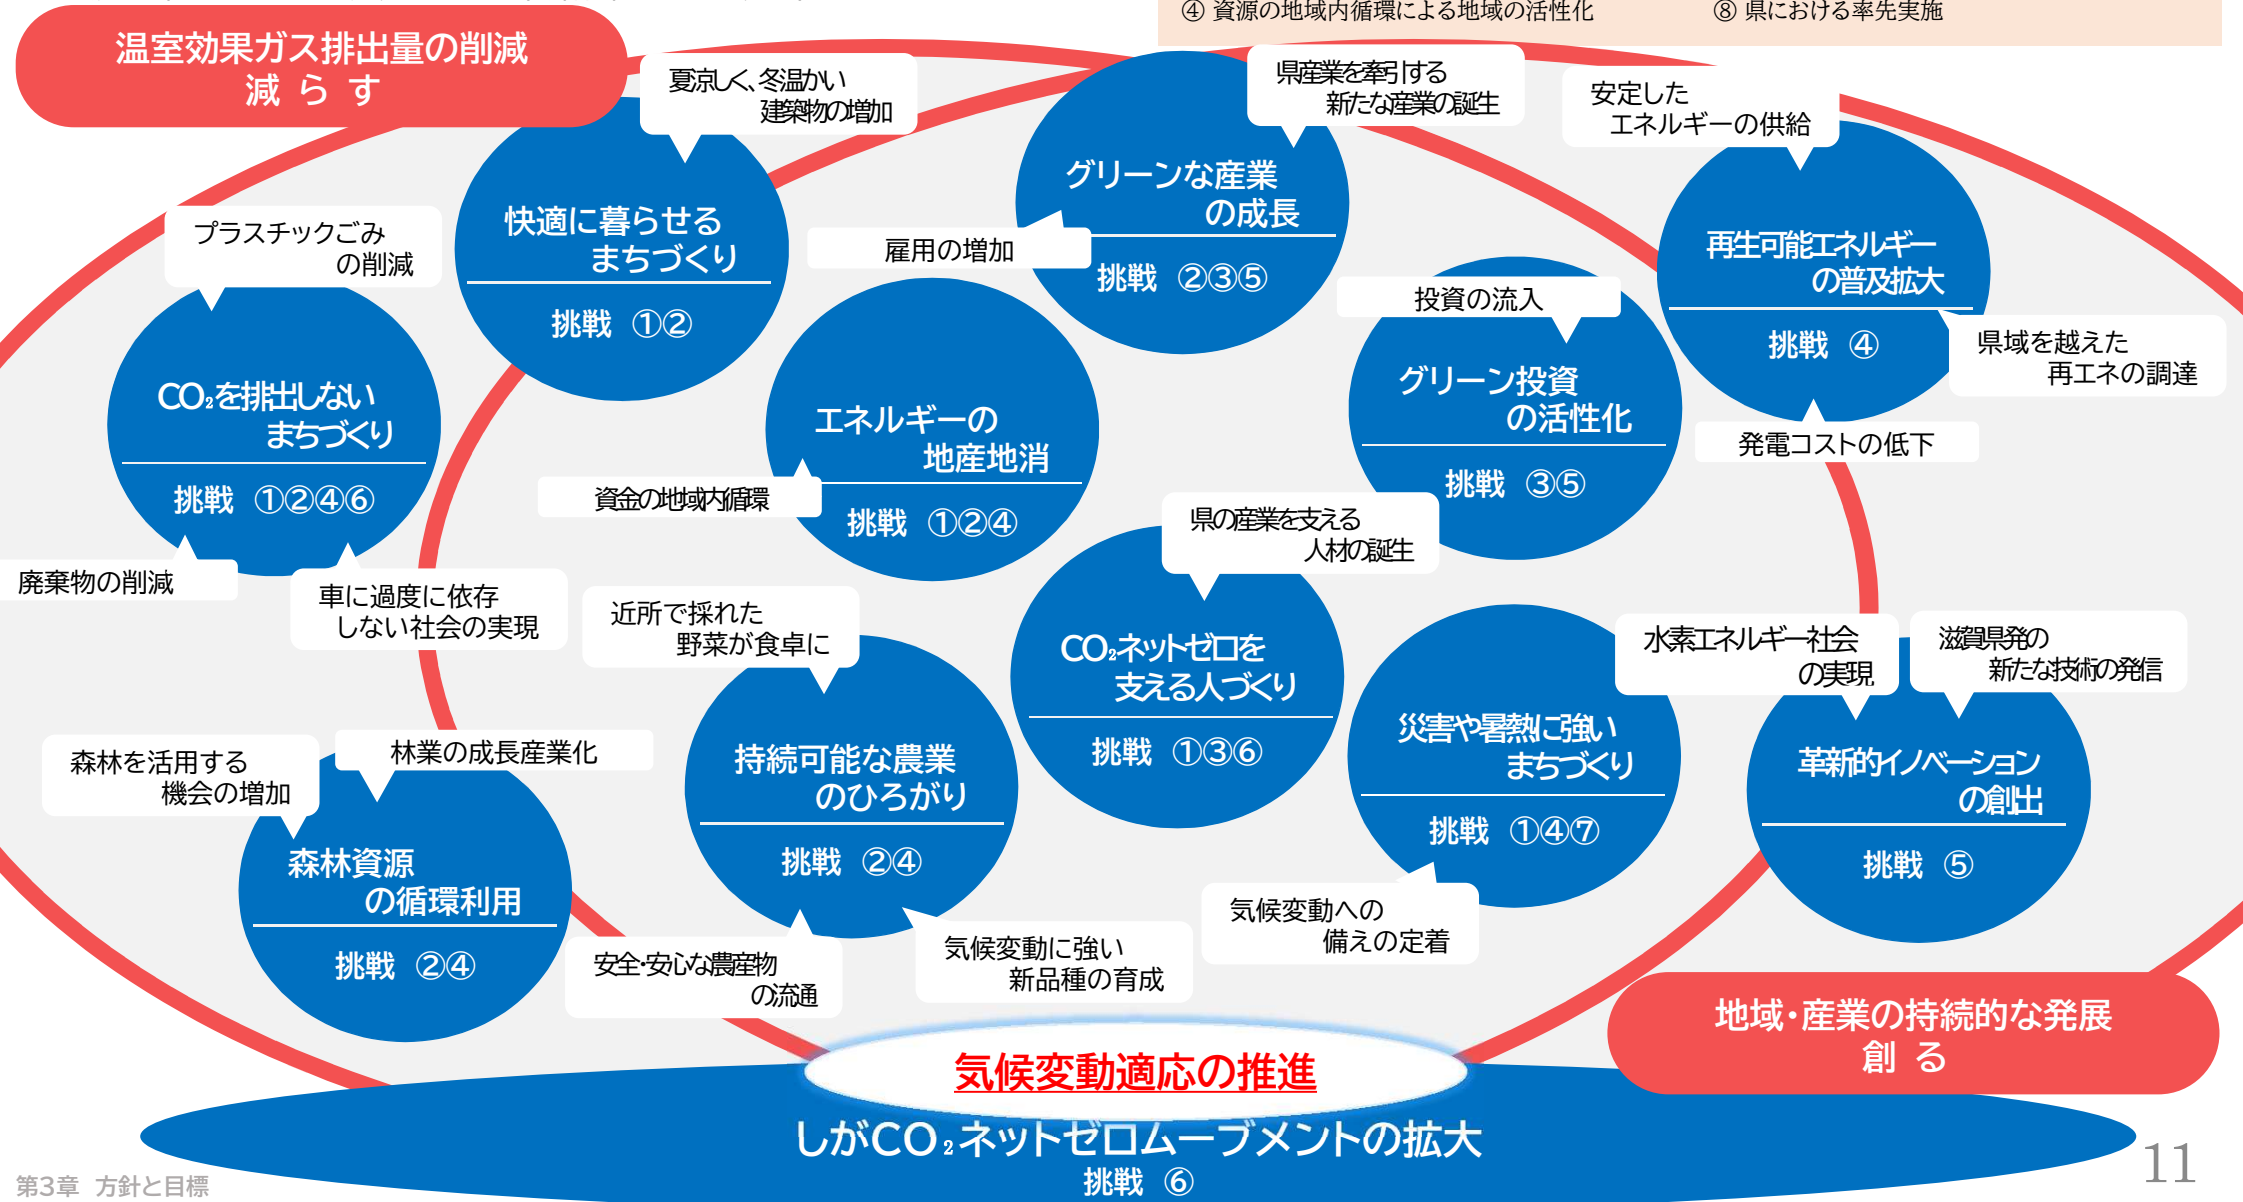 ④ 資源の地域内循環による地域の活性化
⑧ 県における率先実施
温室効果ガス排出量の削減
減 ら す
夏涼しく、冬温かい
建築物の増加
県産業を牽引する
新たな産業の誕生
安定した
エネルギーの供給
プラスチックごみ
の削減
快適に暮らせる
まちづくり
挑戦 ①②
グリーンな産業
の成長
雇用の増加
挑戦 ②③⑤
再生可能エネルギー
の普及拡大
挑戦 ④
投資の流入
県域を越えた
再エネの調達
発電コストの低下
CO₂を排出しない
まちづくり
挑戦 ①②④⑥
エネルギーの
地産地消
資金の地域内循環
挑戦 ①②④
グリーン投資
の活性化
挑戦 ③⑤
県の産業を支える
人材の誕生
廃棄物の削減
車に過度に依存
しない社会の実現
近所で採れた
野菜が食卓に
CO₂ネットゼロを
支える人づくり
挑戦 ①③⑥
水素エネルギー社会
の実現
滋賀県発の
新たな技術の発信
森林を活用する
機会の増加
林業の成長産業化
持続可能な農業
のひろがり
挑戦 ②④
災害や暑熱に強い
まちづくり
挑戦 ①④⑦
革新的イノベーション
の創出
挑戦 ⑤
森林資源
の循環利用
挑戦 ②④
安全・安心な農産物
の流通
気候変動に強い
新品種の育成
気候変動への
備えの定着
地域・産業の持続的な発展
創 る
気候変動適応の推進
しがCO₂ネットゼロムーブメントの拡大
挑戦 ⑥
第3章 方針と目標
11